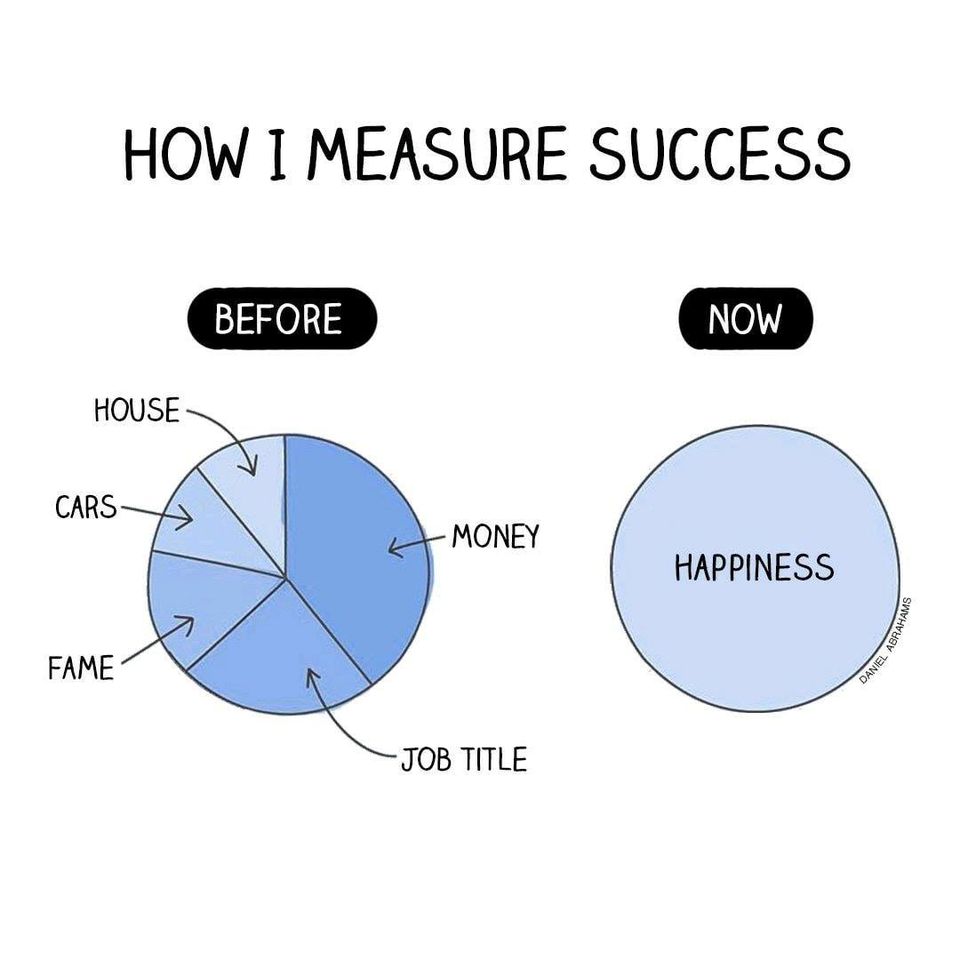 HOW I MEASURE SUCCESS
BEFORE
HOUSE
CARS
MONEY
FAME
JOB TITLE
NOW
HAPPINESS
DANIEL ABRAHAMS